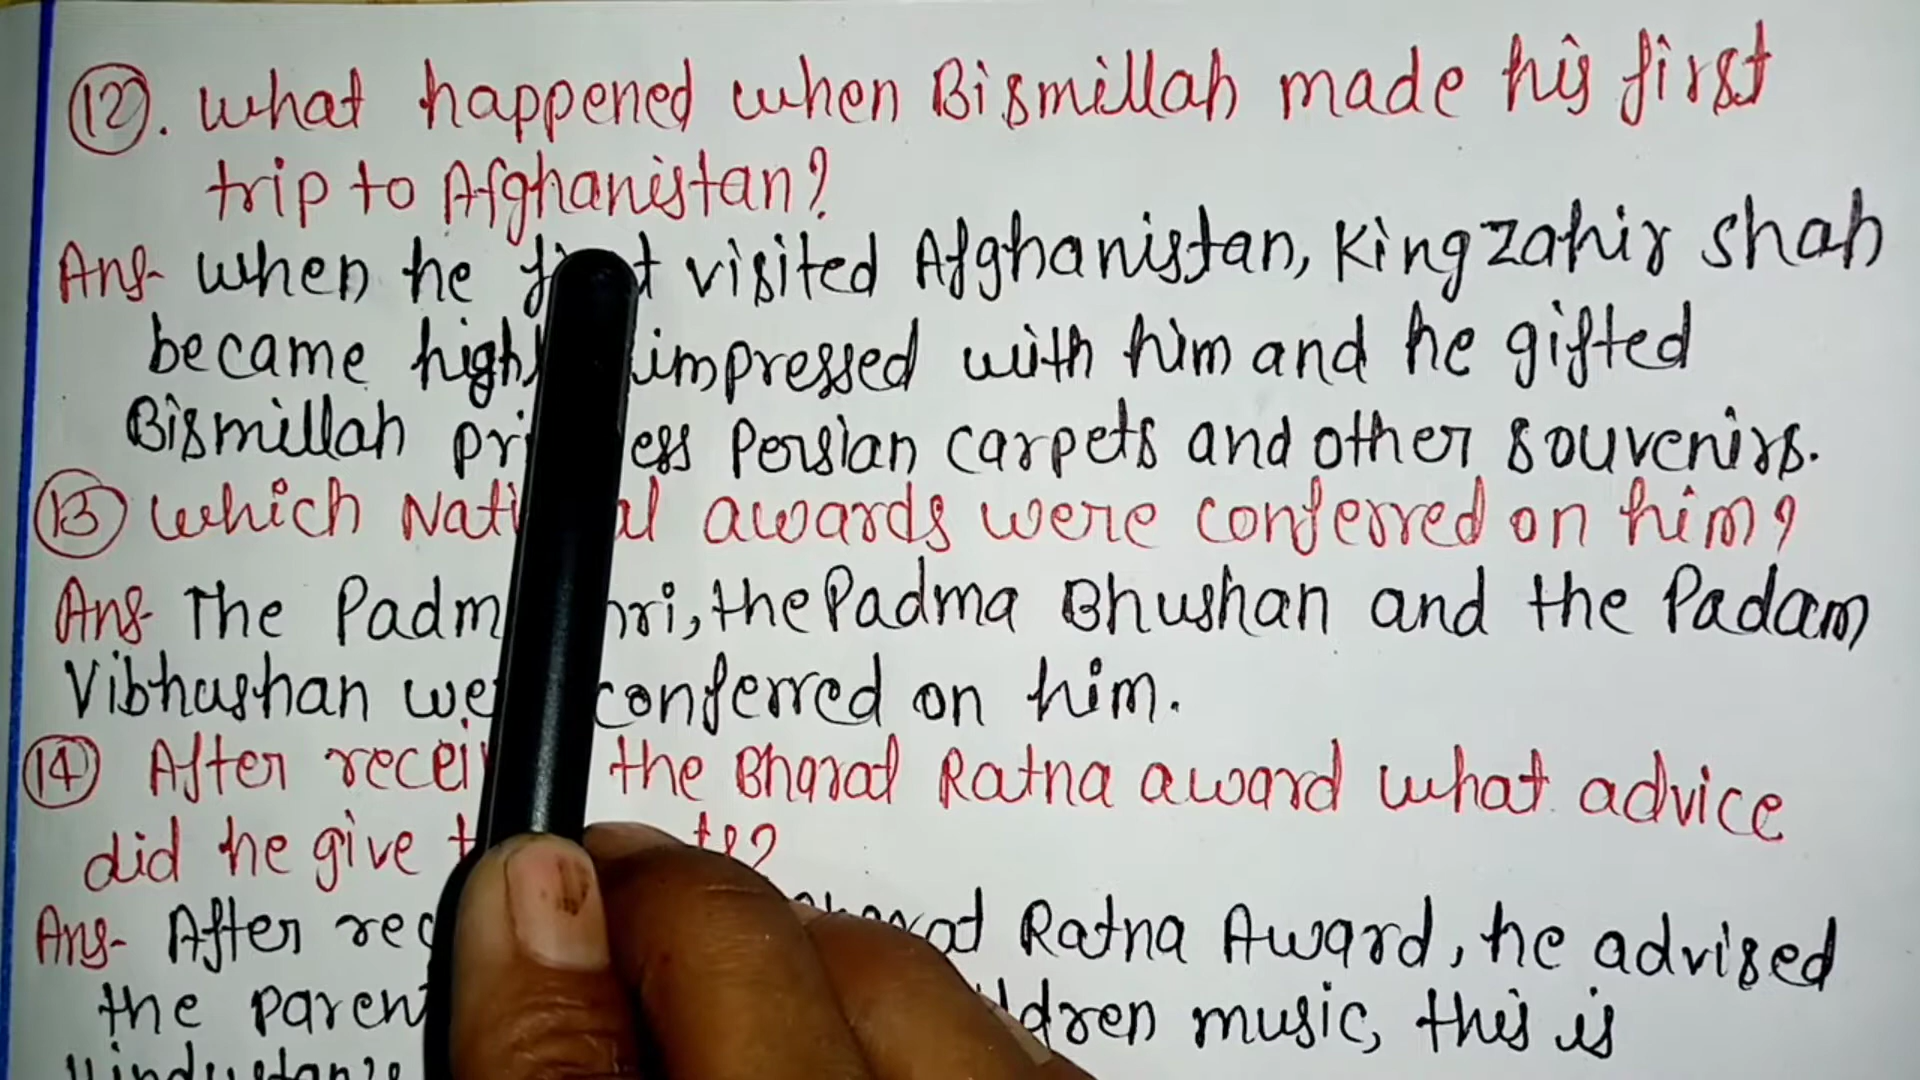 (12). What happened when Bismillah made his first
trip to Afghanistan?
Ans- When he visited Afghanistan, King Zahir Shah
became impressed with him and he gifted
Bismillah Persian carpets and other souvenirs.
(13) Which awards were conferred on him?
Ans- The the Padma Bhushan and the Padam
Vibhushan conferred on him.
(14) After the Bharat Ratna award what advice
did he give
Ans- After Ratna Award, he advised
the music, this is